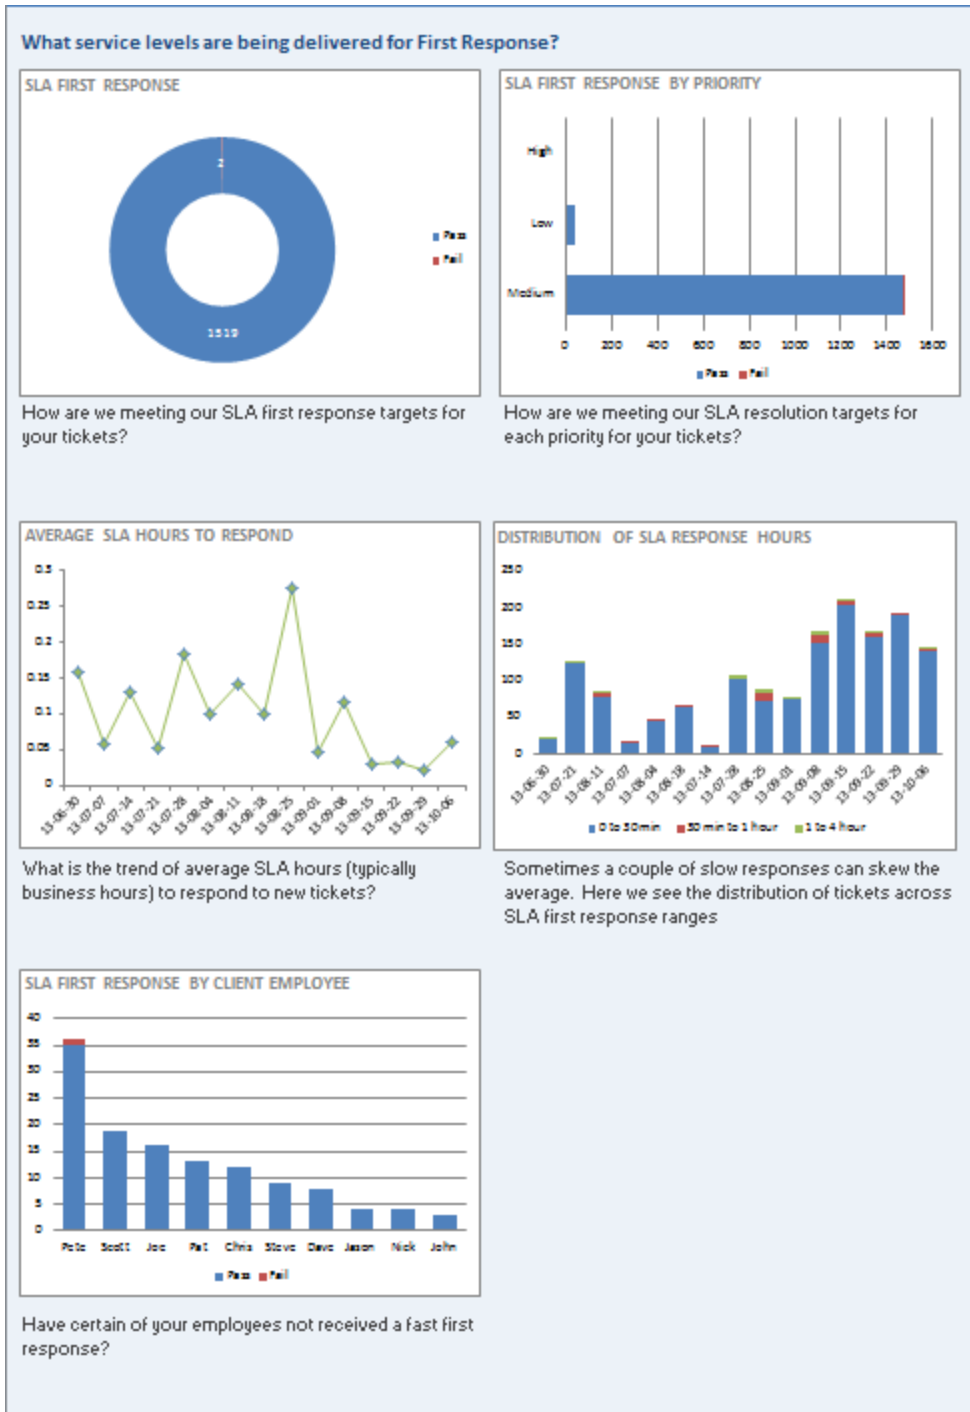 What service levels are being delivered for First Response?
SLA FIRST RESPONSE
2
1519
Pass
Fail
How are we meeting our SLA first response targets for
your tickets?
SLA FIRST RESPONSE BY PRIORITY
High
Low
Medium
0 200 400 600 800 1000 1200 1400 1600
Pass Fail
How are we meeting our SLA resolution targets for
each priority for your tickets?
AVERAGE SLA HOURS TO RESPOND
0.3
0.25
0.2
0.15
0.1
0.05
0
13-06-30 13-07-07 13-07-14 13-07-21 13-07-28 13-08-04 13-08-11 13-08-18 13-08-25 13-09-01 13-09-08 13-09-15 13-09-22 13-09-29 13-10-06
What is the trend of average SLA hours (typically
business hours) to respond to new tickets?
DISTRIBUTION OF SLA RESPONSE HOURS
250
200
150
100
50
0
13-06-30 13-07-21 13-08-11 13-07-07 13-08-04 13-08-18 13-07-14 13-07-28 13-08-25 13-09-01 13-09-08 13-09-15 13-09-22 13-09-29 13-10-06
0 to 30min 30 min to 1 hour 1 to 4 hour
Sometimes a couple of slow responses can skew the
average. Here we see the distribution of tickets across
SLA first response ranges
SLA FIRST RESPONSE BY CLIENT EMPLOYEE
40
35
30
25
20
15
10
5
0
Pete Scott Joe Pat Chris Steve Dave Jason Nick John
Pass Fail
Have certain of your employees not received a fast first
response?